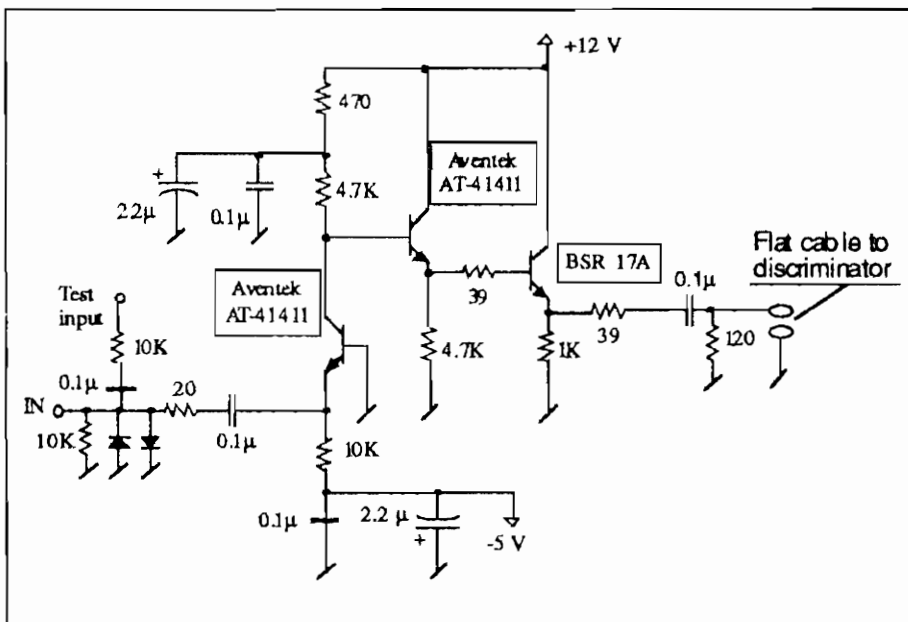 +12 V
470
Aventek
AT-41411
4.7K
+
22µ
0.1µ
BSR 17A
Flat cable to
discriminator
Test
input
Aventek
AT-41411
39
0.1µ
10K
4.7K
1K
39
120
0.1µ
20
IN
10K
0.1µ
10K
0.1µ
2.2 µ
+
-5 V